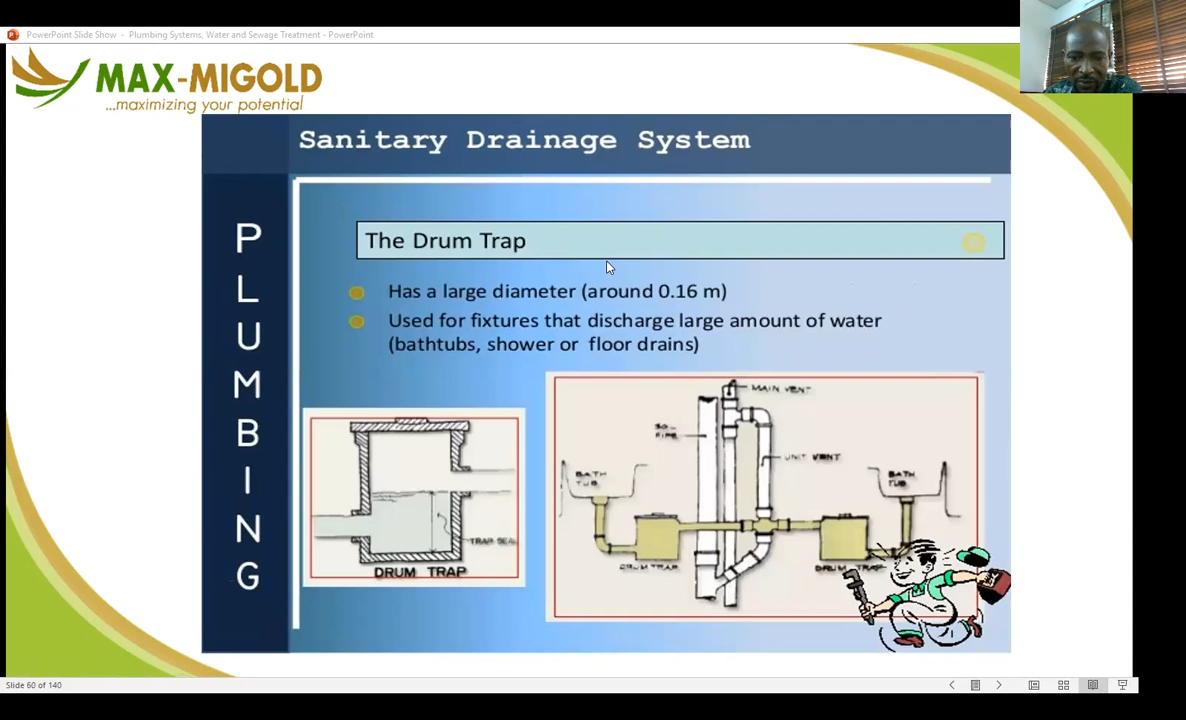 PowerPoint Slide Show - Plumbing Systems, Water and Sewage Treatment - PowerPoint
MAX-MIGOLD
...maximizing your potential
Sanitary Drainage System
PLUMBING
The Drum Trap
Has a large diameter (around 0.16 m)
Used for fixtures that discharge large amount of water
(bathtubs, shower or floor drains)
TRAP SEAL
DRUM TRAP
MAIN VENT
PIPE
UNIT VENT
BATH
TUB
BATH
TUB
DRUM TRAP
DRUM TRAP
Slide 60 of 140